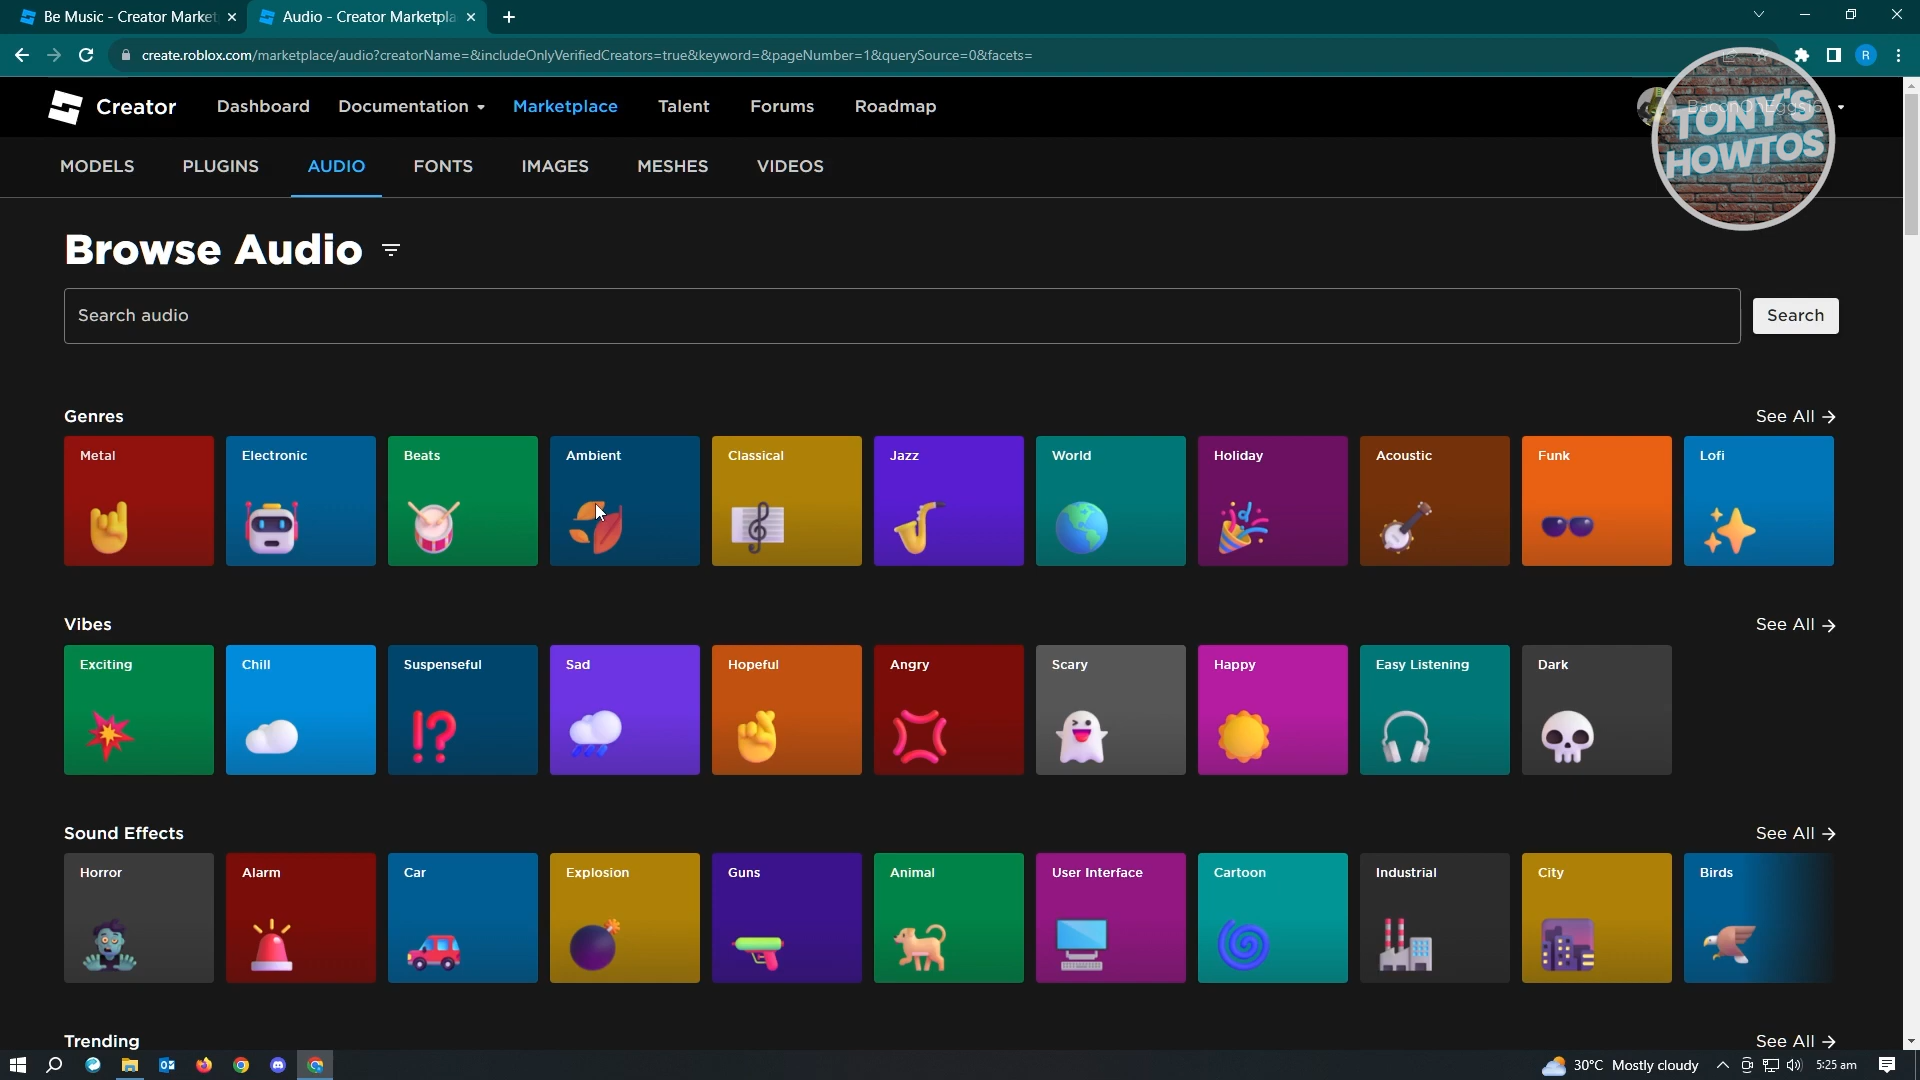 Be Music - Creator Market
Audio - Creator Marketpla
create.roblox.com/marketplace/audio?creatorName=&includeOnlyVerifiedCreators=true&keyword=&pageNumber=1&querySource=0&facets=
R
Creator Dashboard Documentation Marketplace Talent Forums Roadmap
TONY'S
HOWTOS
MODELS PLUGINS AUDIO FONTS IMAGES MESHES VIDEOS
Browse Audio
Search audio
Search
Genres See All →
Metal Electronic Beats Ambient Classical Jazz World Holiday Acoustic Funk Lofi
Vibes See All →
Exciting Chill Suspenseful Sad Hopeful Angry Scary Happy Easy Listening Dark
Sound Effects See All →
Horror Alarm Car Explosion Guns Animal User Interface Cartoon Industrial City Birds
Trending See All →
30°C Mostly cloudy 5:25 am